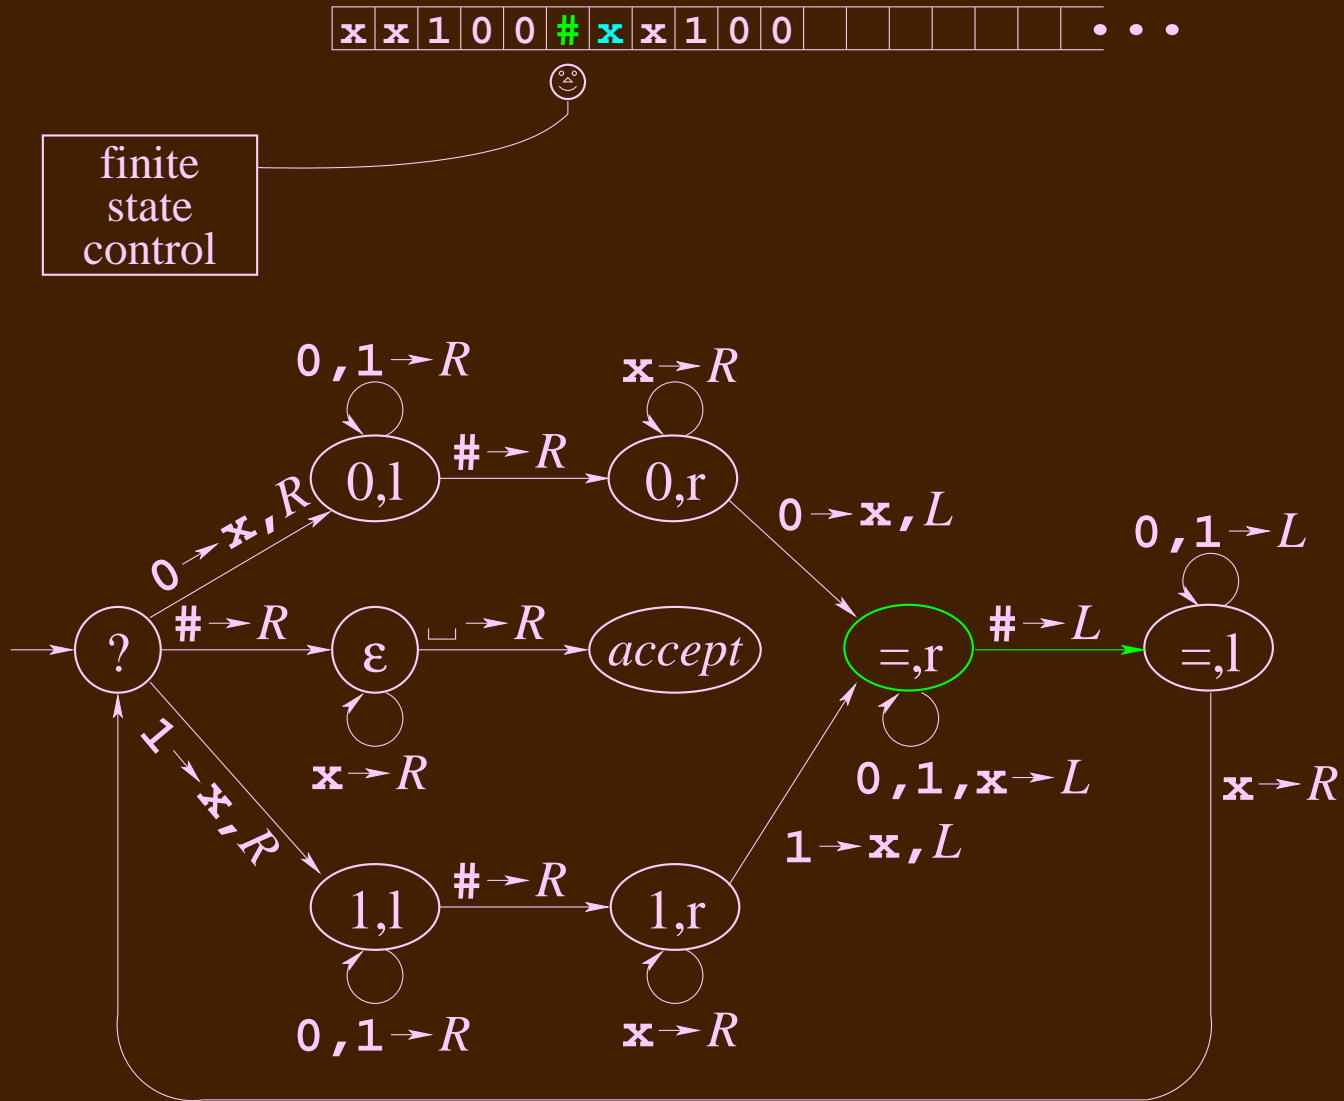 x x 1 0 0 # x x 1 0 0 • • •
finite
state
control
0,1→R
x→R
#→R
0,l
0,r
0→x,R
0→x,L
0,1→L
?
#→R
ε
␣→R
accept
=,r
#→L
=,l
1→x,R
x→R
0,1,x→L
x→R
1→x,L
#→R
1,l
1,r
0,1→R
x→R